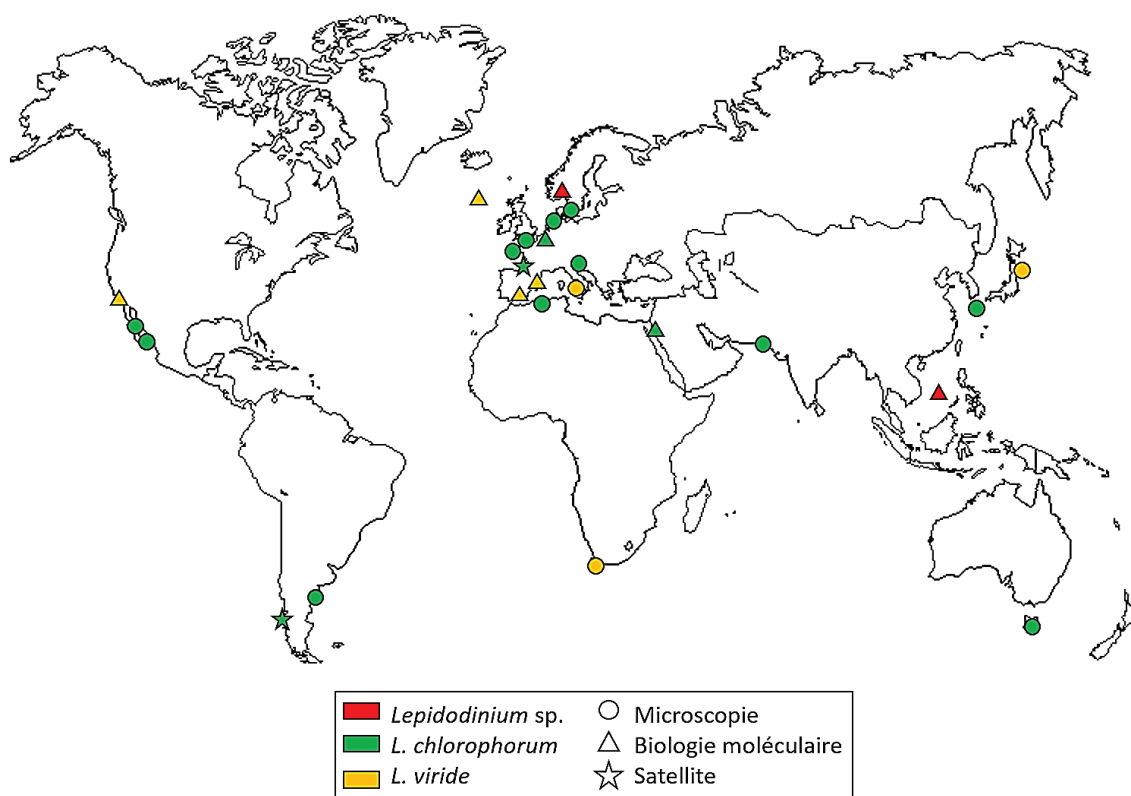 Lepidodinium sp.
L. chlorophorum
L. viride
Microscopie
Biologie moléculaire
Satellite